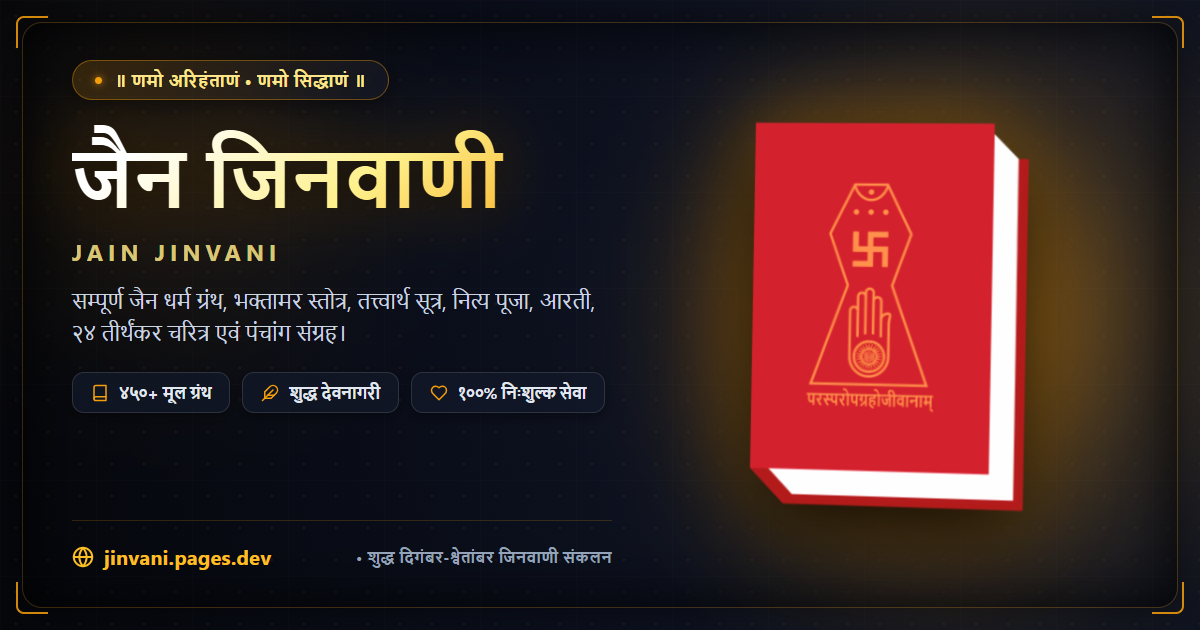 ॥ णमो अरिहंताणं • णमो सिद्धाणं ॥
जैन जिनवाणी
JAIN JINVANI
सम्पूर्ण जैन धर्म ग्रंथ, भक्तामर स्तोत्र, तत्त्वार्थ सूत्र, नित्य पूजा, आरती,
२४ तीर्थंकर चरित्र एवं पंचांग संग्रह।
४५०+ मूल ग्रंथ
शुद्ध देवनागरी
१००% निःशुल्क सेवा
jinvani.pages.dev
• शुद्ध दिगंबर-श्वेतांबर जिनवाणी संकलन
परस्परोपग्रहोजीवानाम्